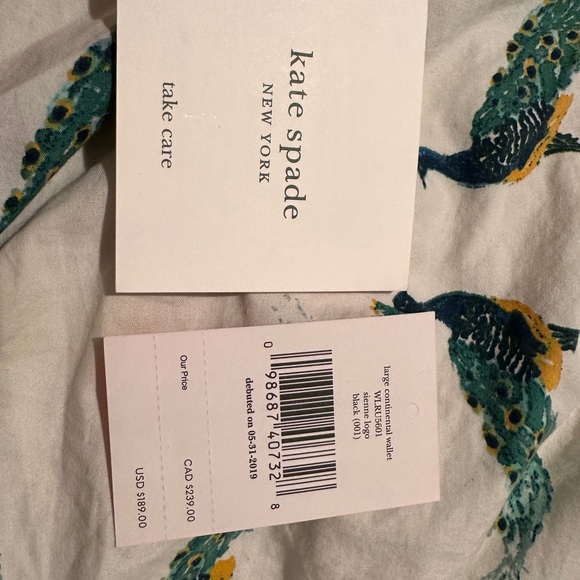 kate spade
NEW YORK
take care
large continental wallet
WLRU5601
sienne logo
black (001)
0 98687 40732 8
debuted on 05-31-2019
Our Price
CAD $239.00
USD $189.00